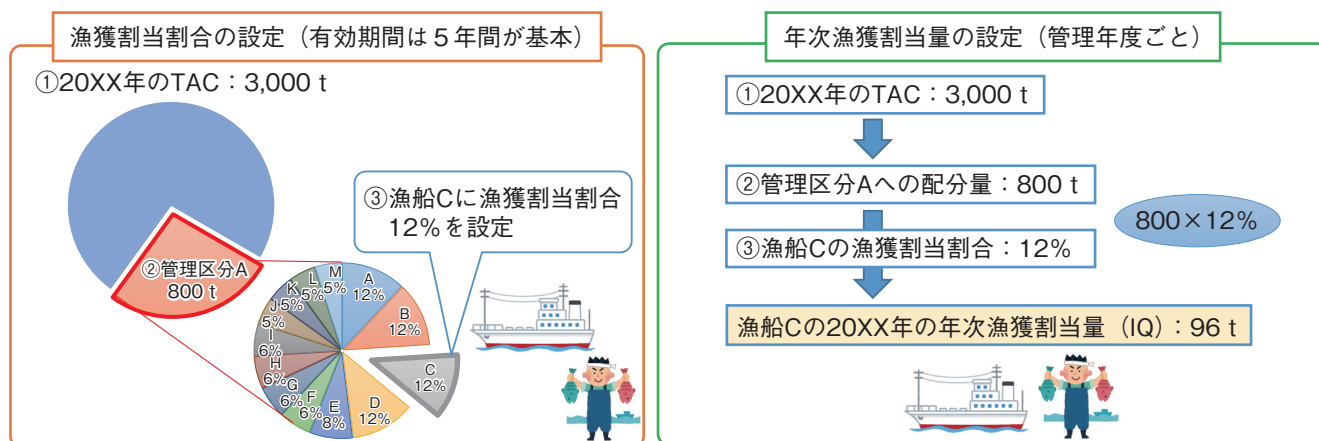 漁獲割当割合の設定（有効期間は５年間が基本）
①20XX年のTAC：3,000 t
②管理区分A
800 t
③漁船Cに漁獲割当割合
12%を設定
A
12%
B
12%
C
12%
D
12%
E
8%
F
6%
G
6%
H
6%
I
6%
J
5%
K
5%
L
5%
M
5%
年次漁獲割当量の設定（管理年度ごと）
①20XX年のTAC：3,000 t
②管理区分Aへの配分量：800 t
800×12%
③漁船Cの漁獲割当割合：12%
漁船Cの20XX年の年次漁獲割当量（IQ）：96 t